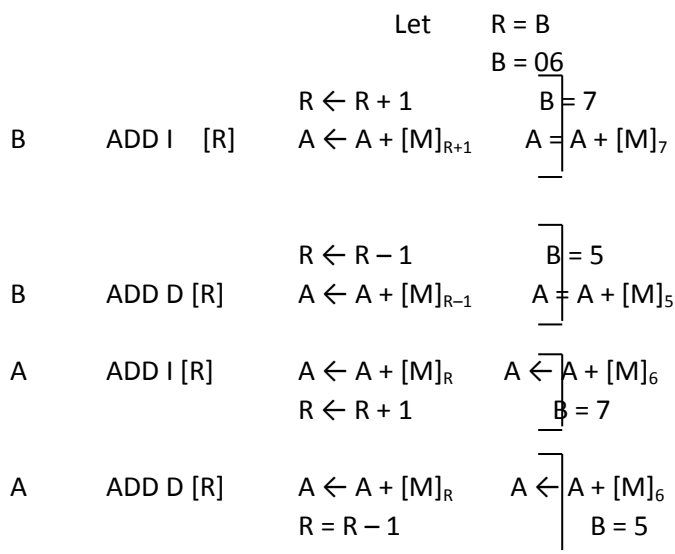 Let R = B
B = 06
R ← R + 1 B = 7
B ADD I [R] A ← A + [M]R+1 A = A + [M]7
R ← R – 1 B = 5
B ADD D [R] A ← A + [M]R–1 A = A + [M]5
A ADD I [R] A ← A + [M]R A ← A + [M]6
R ← R + 1 B = 7
A ADD D [R] A ← A + [M]R A ← A + [M]6
R = R – 1 B = 5